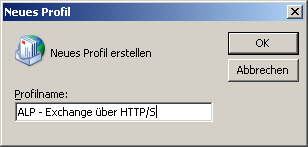 Neues Profil
Neues Profil erstellen
OK
Abbrechen
Profilname:
ALP - Exchange über HTTP/S